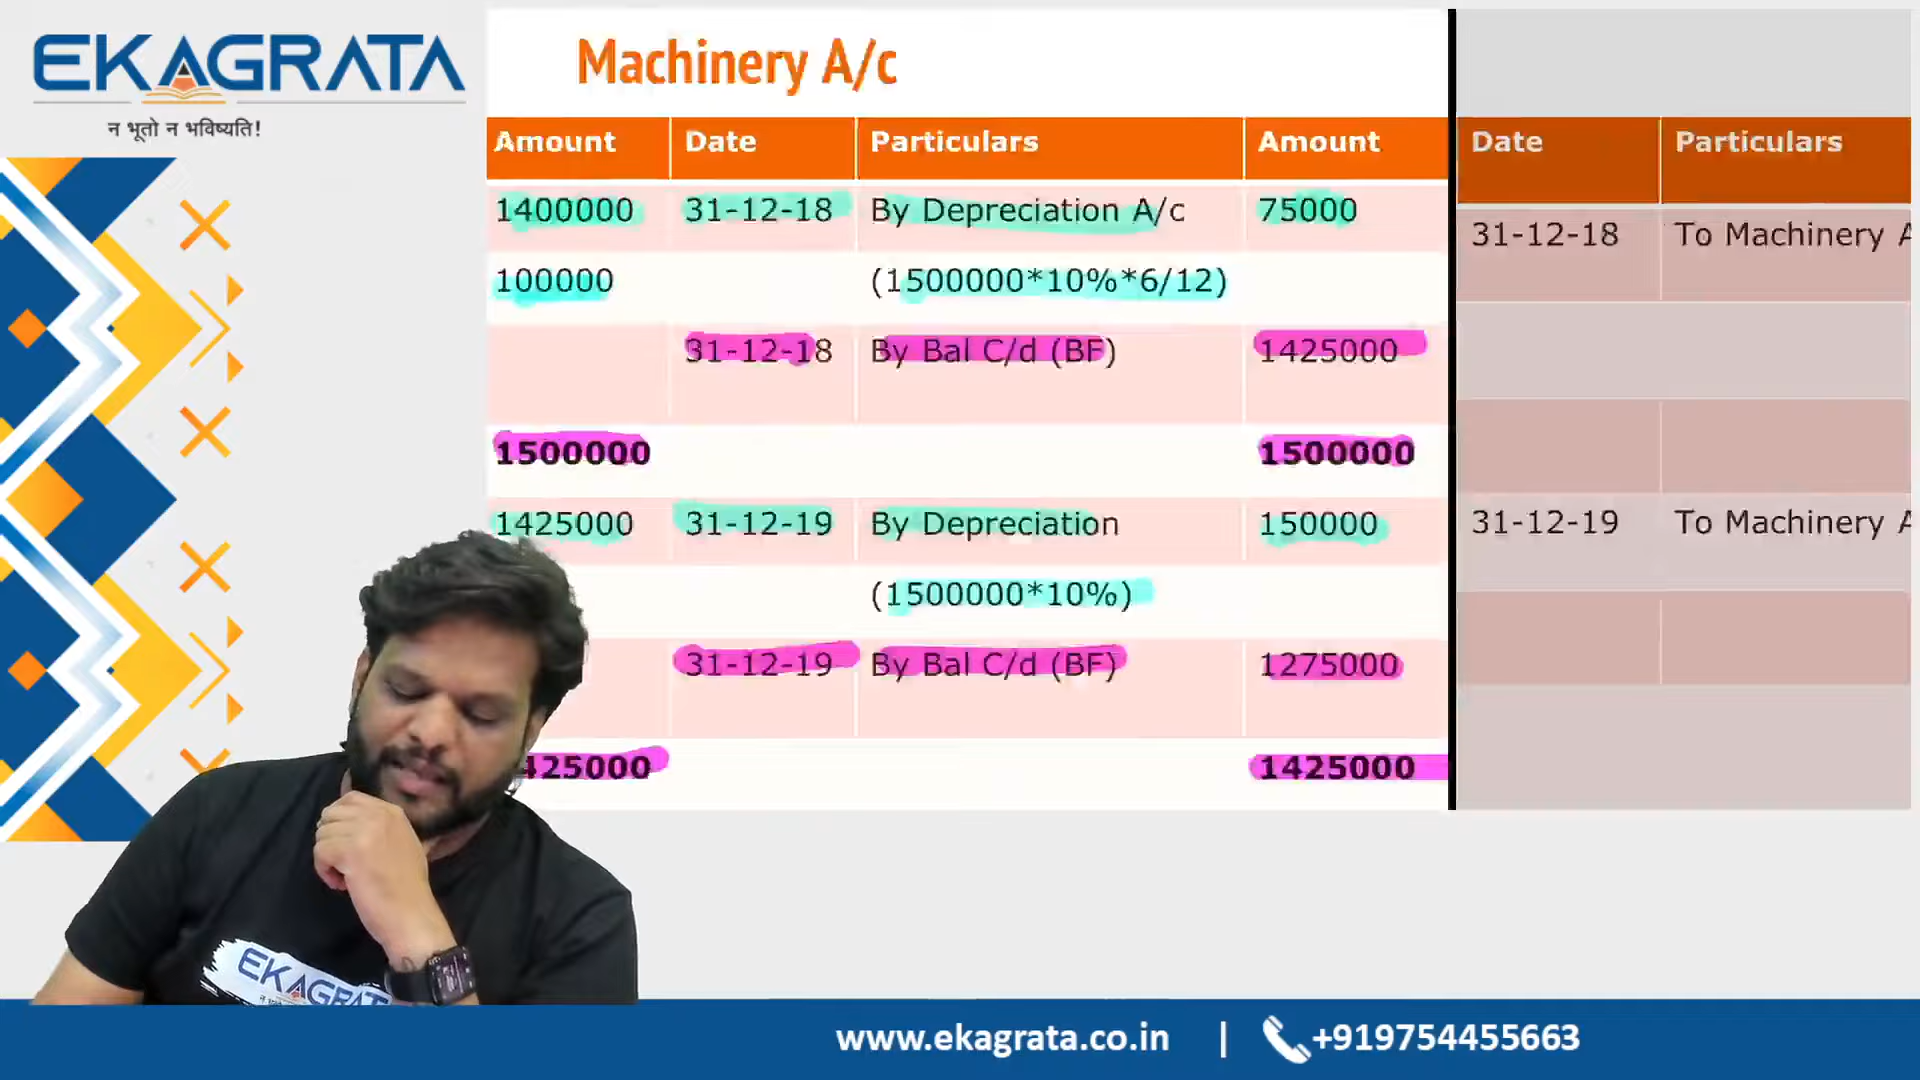 EKAGRATA
न भूतो न भविष्यति!
Machinery A/c
Amount Date Particulars Amount
1400000 31-12-18 By Depreciation A/c 75000
100000 (1500000*10%*6/12)
31-12-18 By Bal C/d (BF) 1425000
1500000 1500000
1425000 31-12-19 By Depreciation 150000
(1500000*10%)
31-12-19 By Bal C/d (BF) 1275000
425000 1425000
Date Particulars
31-12-18 To Machinery A
31-12-19 To Machinery A
EKAGRATA
www.ekagrata.co.in | +919754455663